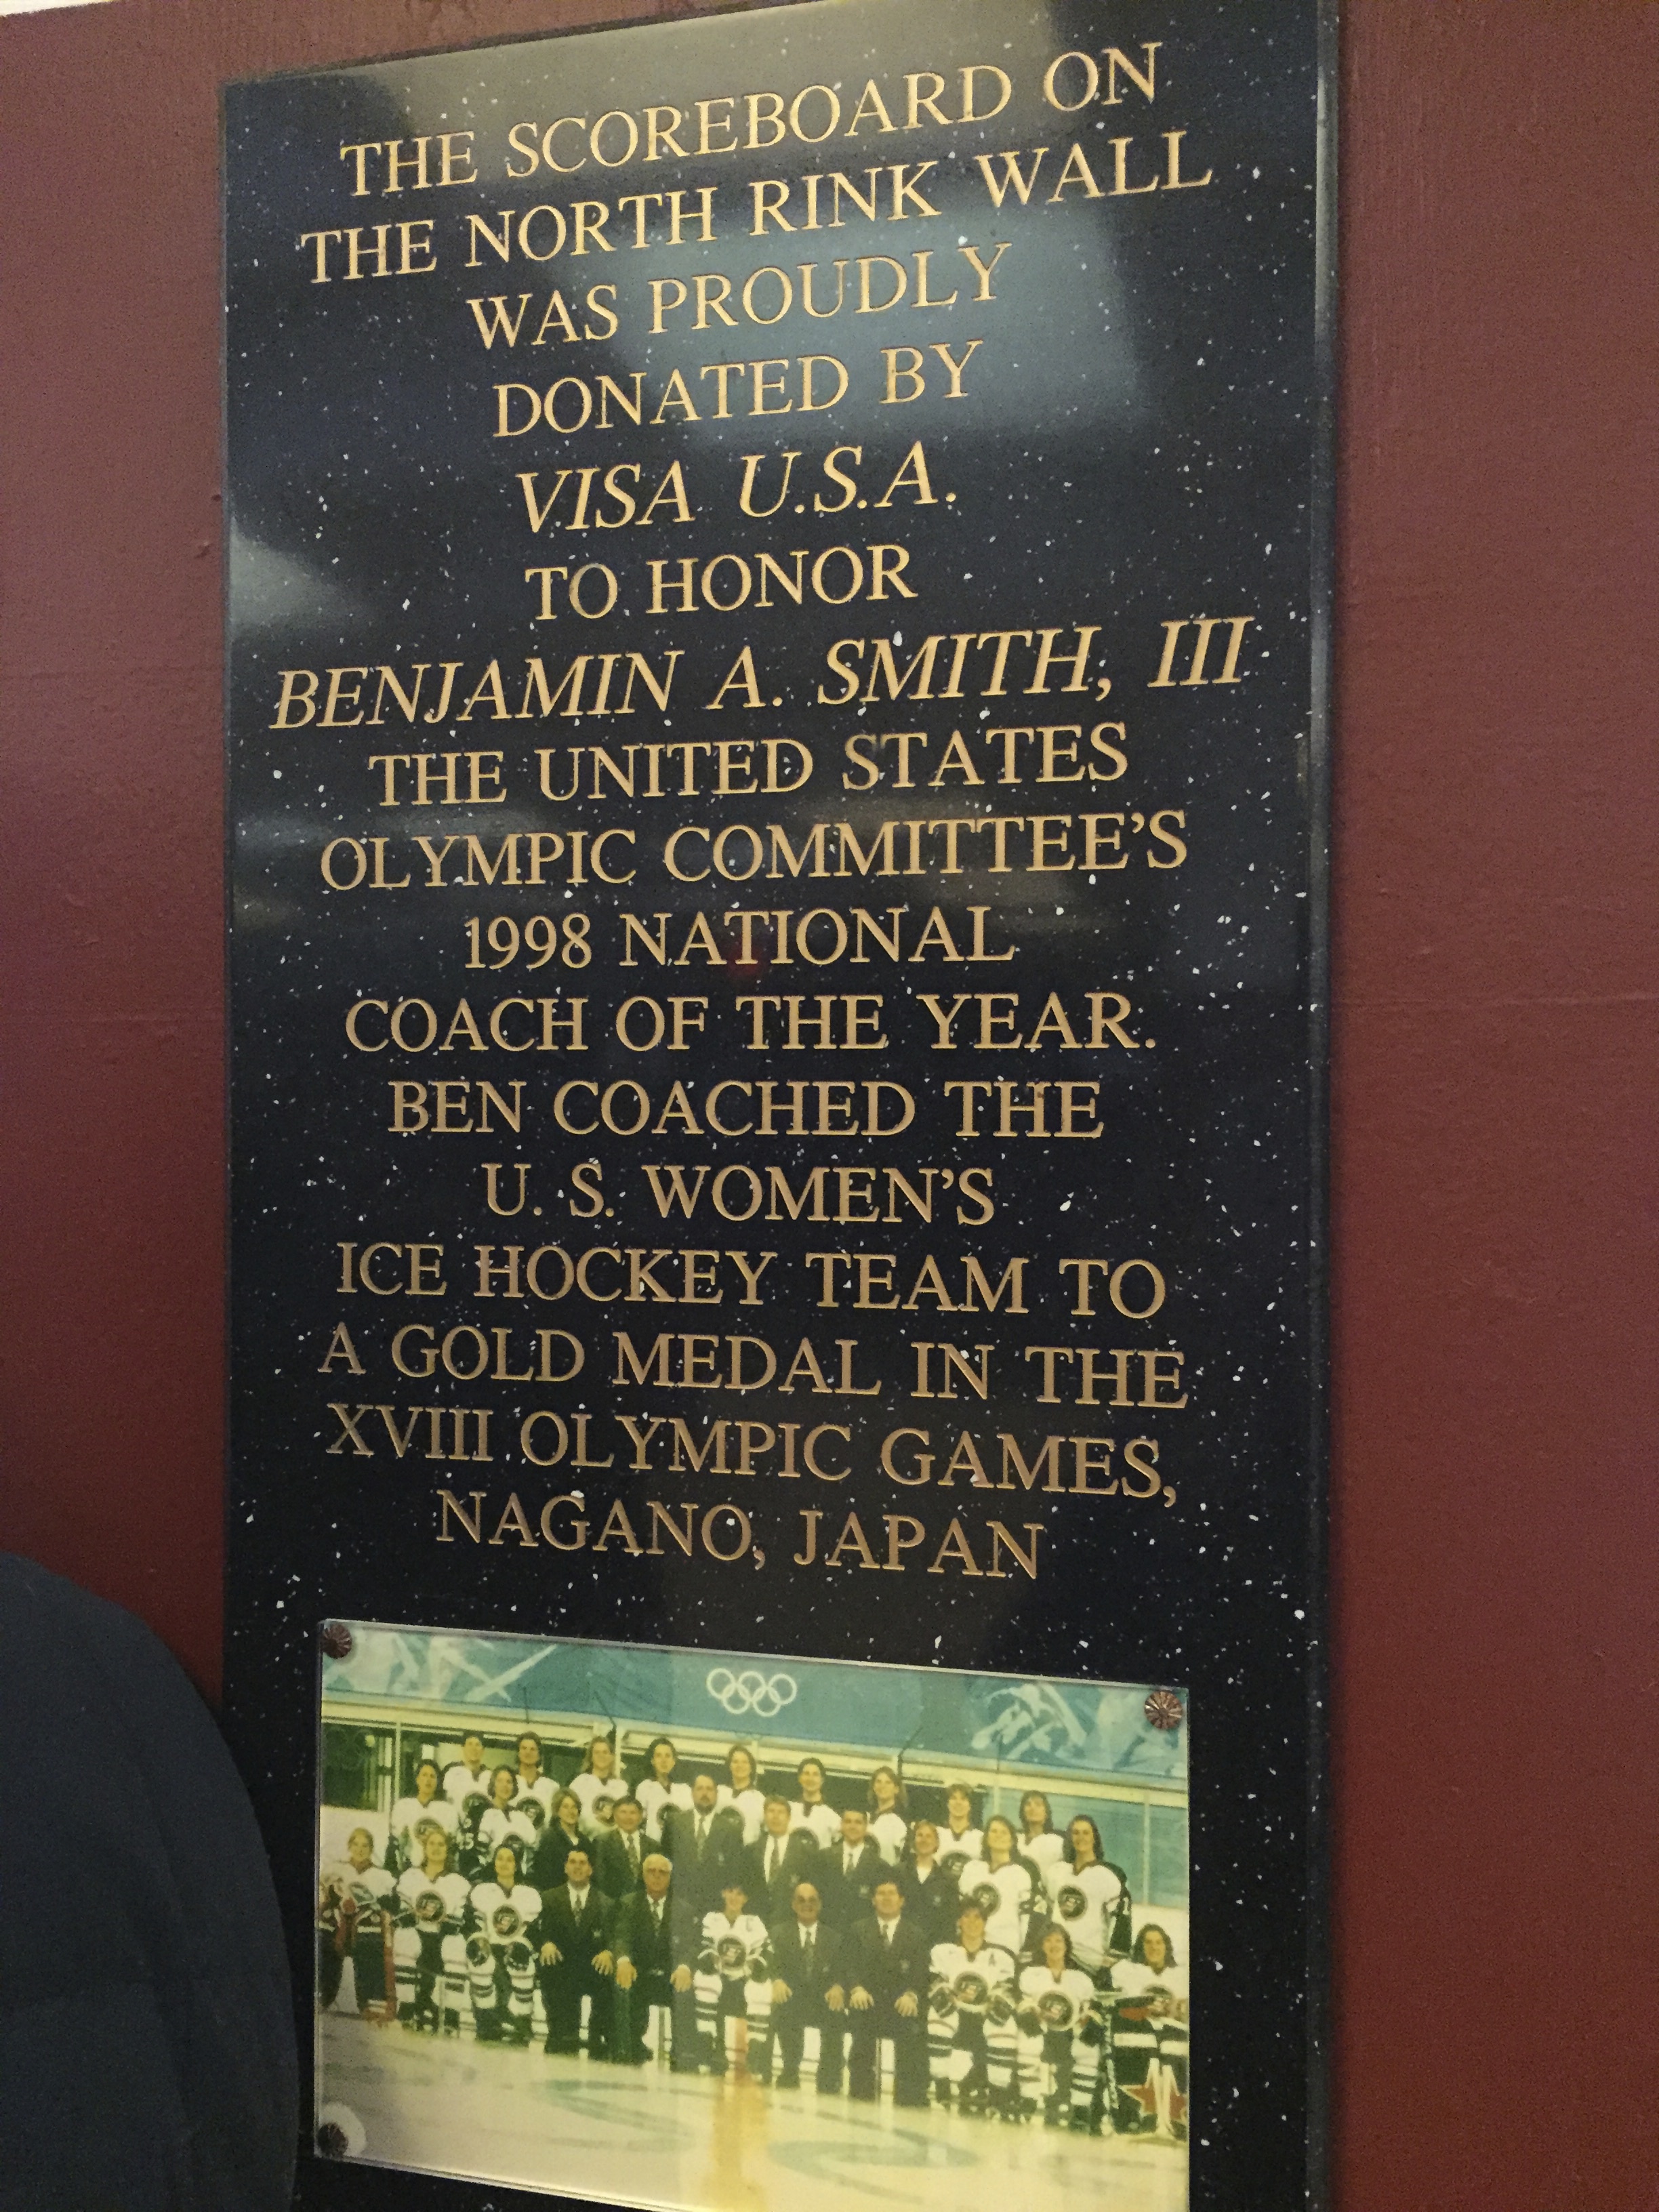 THE SCOREBOARD ON
THE NORTH RINK WALL
WAS PROUDLY
DONATED BY
VISA U.S.A.
TO HONOR
BENJAMIN A. SMITH, III
THE UNITED STATES
OLYMPIC COMMITTEE'S
1998 NATIONAL
COACH OF THE YEAR.
BEN COACHED THE
U. S. WOMEN'S
ICE HOCKEY TEAM TO
A GOLD MEDAL IN THE
XVIII OLYMPIC GAMES,
NAGANO, JAPAN